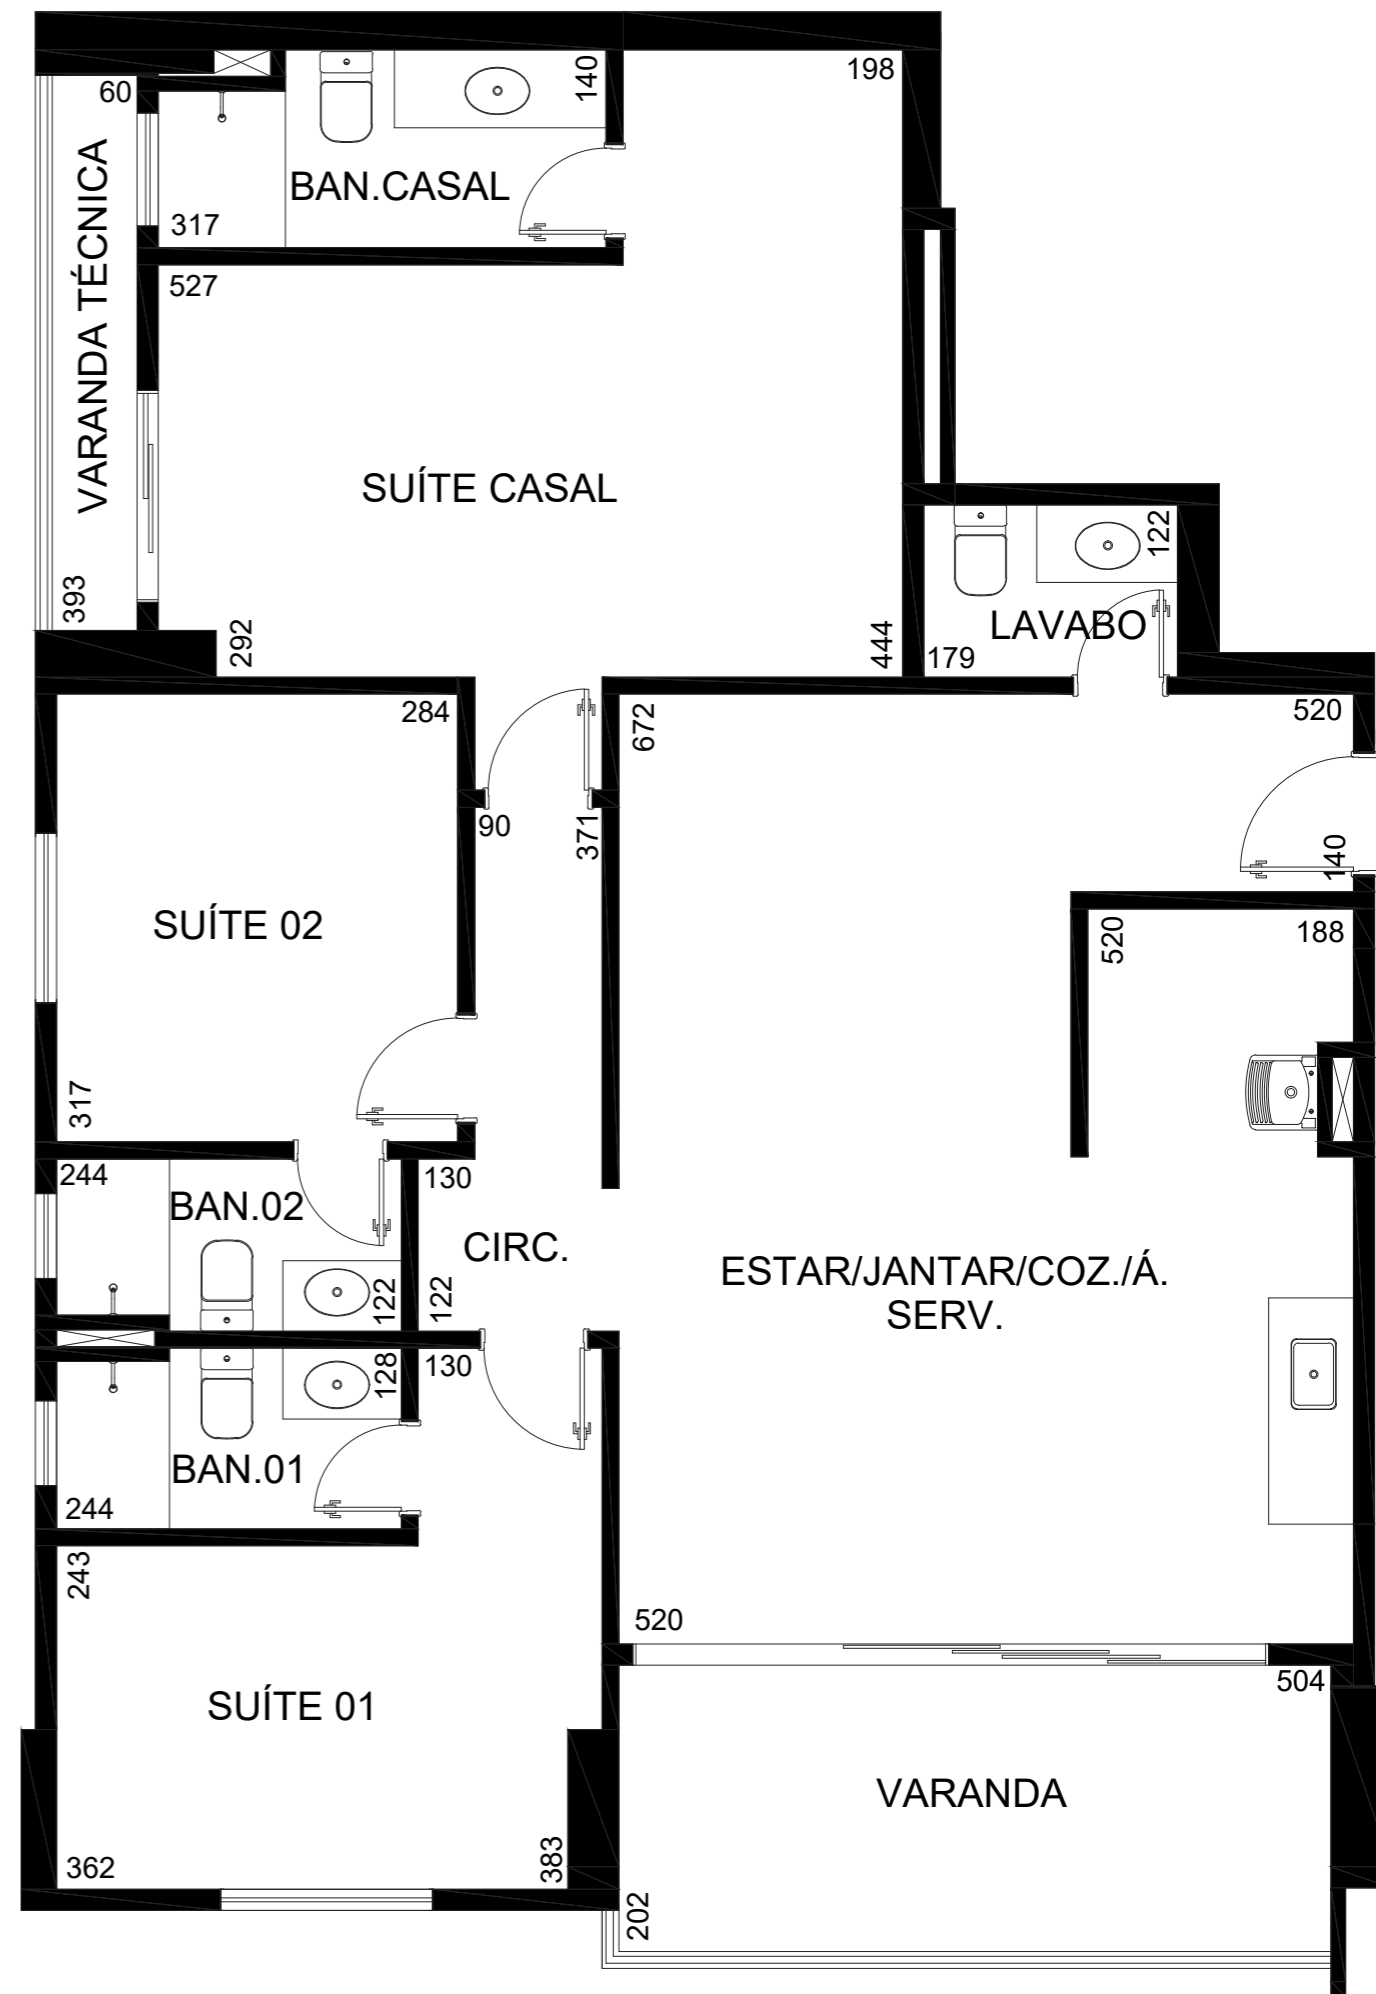 198
60
140
VARANDA TÉCNICA
BAN.CASAL
317
527
SUÍTE CASAL
122
393
292
444
LAVABO
179
284
672
520
90
371
140
SUÍTE 02
520
188
317
244
130
BAN.02
CIRC.
122
122
ESTAR/JANTAR/COZ./Á.
SERV.
128
130
BAN.01
244
243
520
504
SUÍTE 01
VARANDA
362
383
202